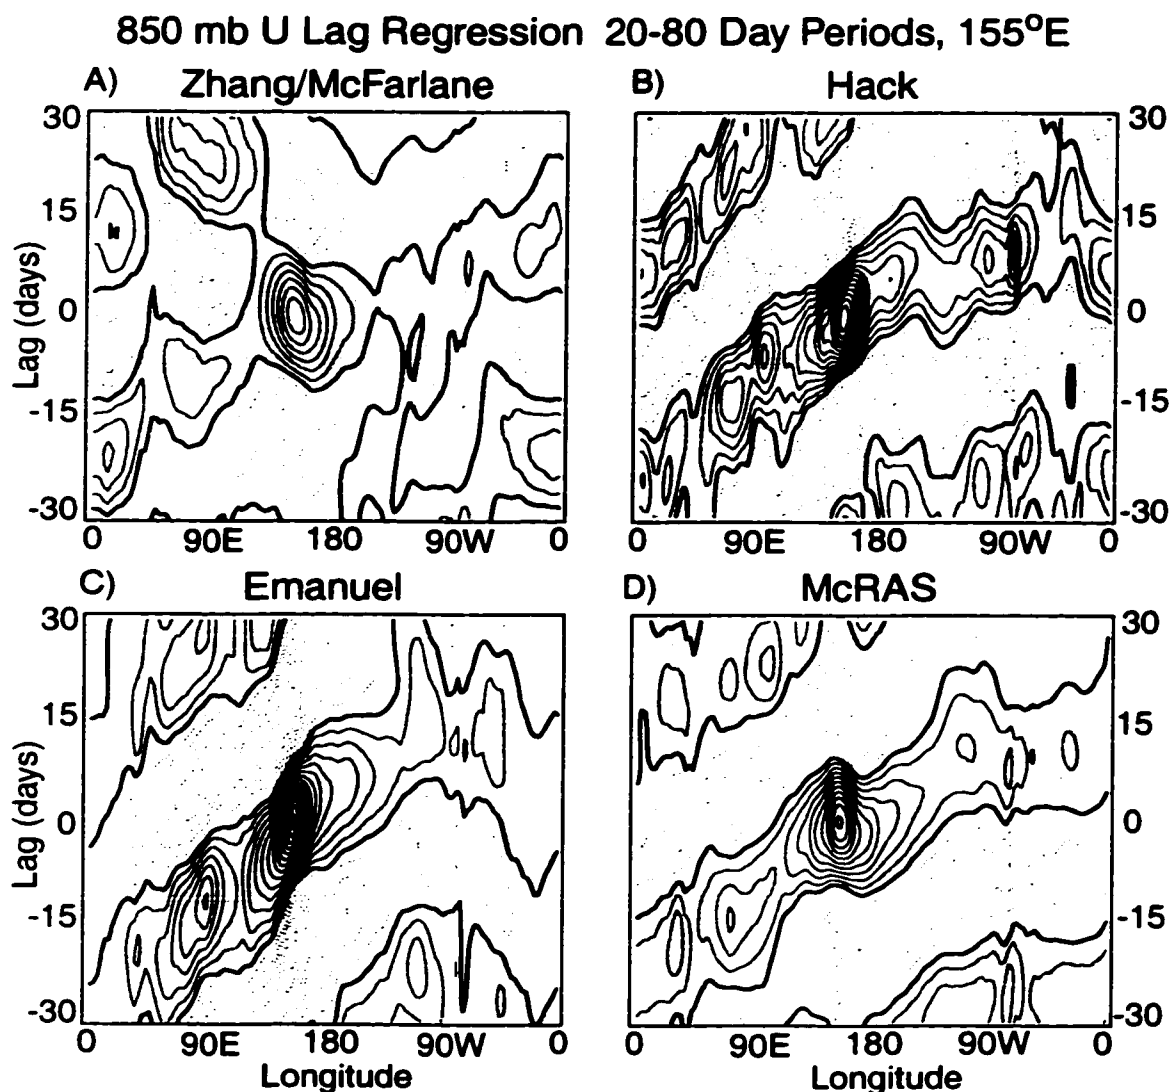 850 mb U Lag Regression 20-80 Day Periods, 155°E
A) Zhang/McFarlane
B) Hack
30
15
0
-15
-30
Lag (days)
0 90E 180 90W 0
30
15
0
-15
-30
0 90E 180 90W 0
C) Emanuel
D) McRAS
30
15
0
-15
-30
Lag (days)
0 90E 180 90W 0
Longitude
30
15
0
-15
-30
0 90E 180 90W 0
Longitude